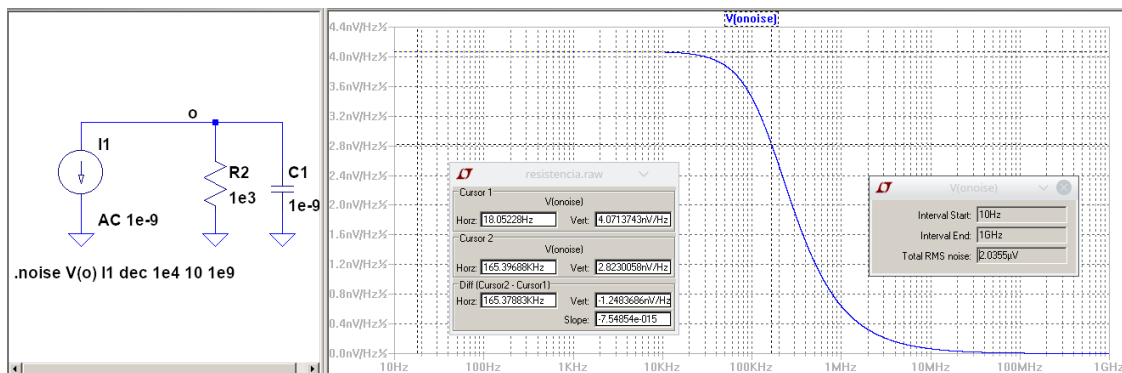 V(onoise)
4.4nV/Hz½
4.0nV/Hz½
3.6nV/Hz½
3.2nV/Hz½
2.8nV/Hz½
2.4nV/Hz½
2.0nV/Hz½
1.6nV/Hz½
1.2nV/Hz½
0.8nV/Hz½
0.4nV/Hz½
0.0nV/Hz½
10Hz 100Hz 1KHz 10KHz 100KHz 1MHz 10MHz 100MHz 1GHz
o
I1
R2
C1
1e3
1e-9
AC 1e-9
.noise V(o) I1 dec 1e4 10 1e9
resistencia.raw
Cursor 1
V(onoise)
Horz: 18.05228Hz Vert: 4.0713743nV/Hz
Cursor 2
V(onoise)
Horz: 165.39688KHz Vert: 2.8230058nV/Hz
Diff (Cursor2 - Cursor1)
Horz: 165.37883KHz Vert: -1.2483686nV/Hz
Slope: -7.54854e-015
V(onoise)
Interval Start: 10Hz
Interval End: 1GHz
Total RMS noise: 2.0355µV